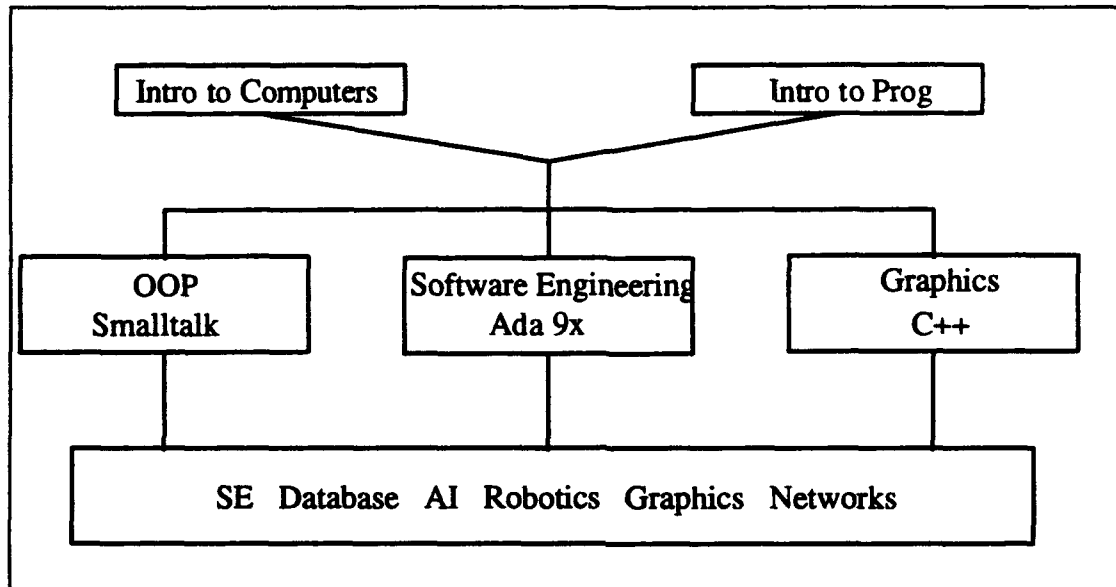 Intro to Computers
Intro to Prog
OOP
Smalltalk
Software Engineering
Ada 9x
Graphics
C++
SE Database AI Robotics Graphics Networks